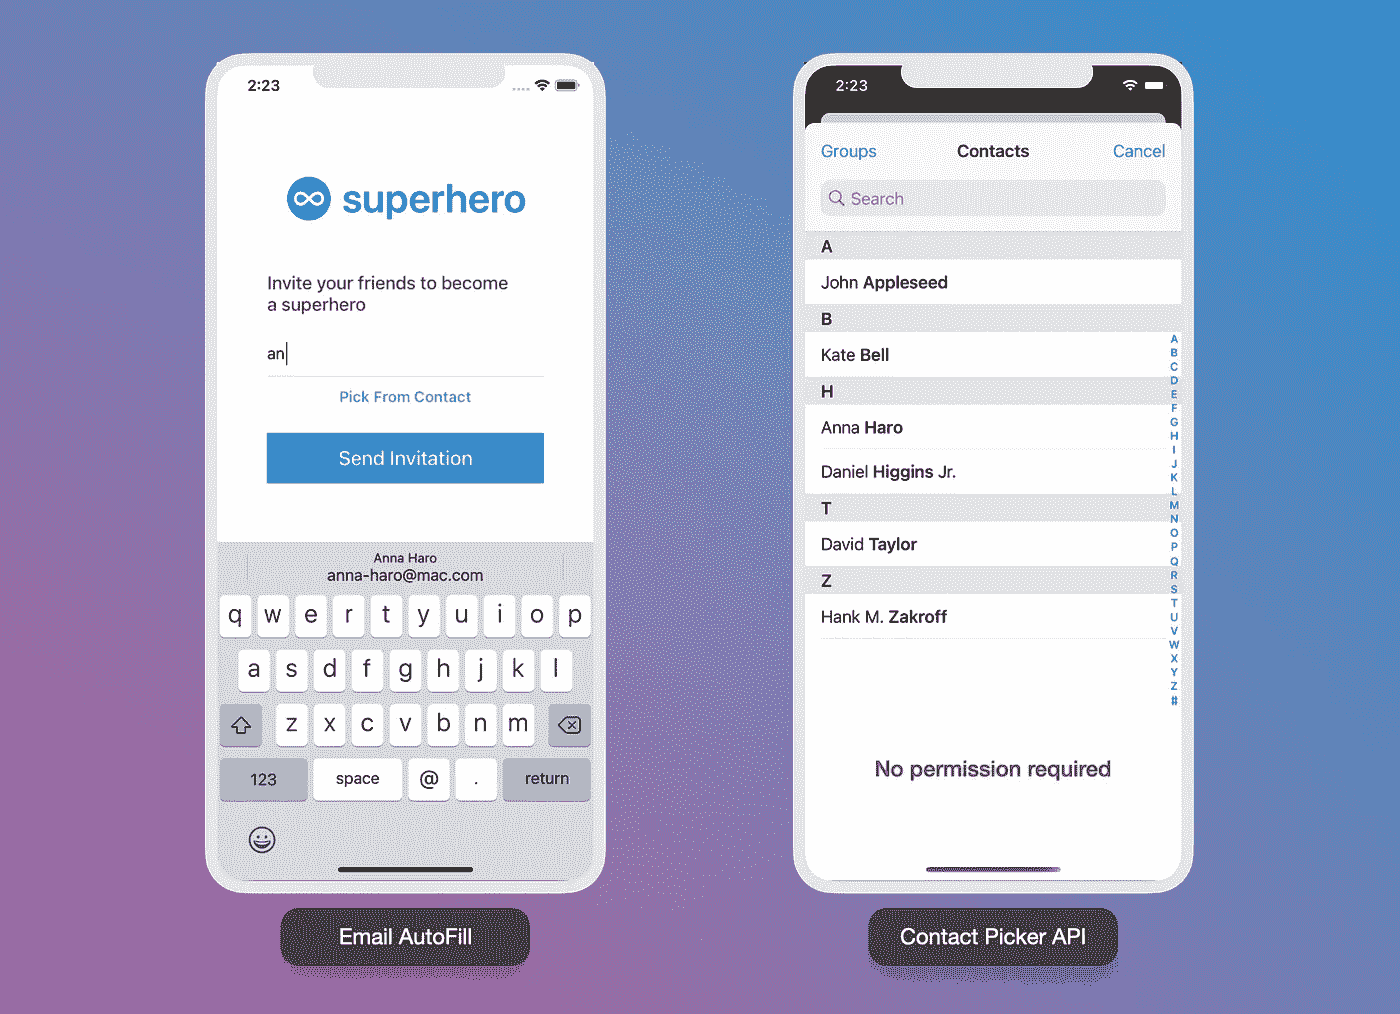 2:23
superhero
Invite your friends to become
a superhero
an
Pick From Contact
Send Invitation
Anna Haro
anna-haro@mac.com
q w e r t y u i o p
a s d f g h j k l
z x c v b n m
123 space @ . return
Email AutoFill
2:23
Groups Contacts Cancel
Search
A
John Appleseed
B
Kate Bell
H
Anna Haro
Daniel Higgins Jr.
T
David Taylor
Z
Hank M. Zakroff
A
B
C
D
E
F
G
H
I
J
K
L
M
N
O
P
Q
R
S
T
U
V
W
X
Y
Z
#
No permission required
Contact Picker API